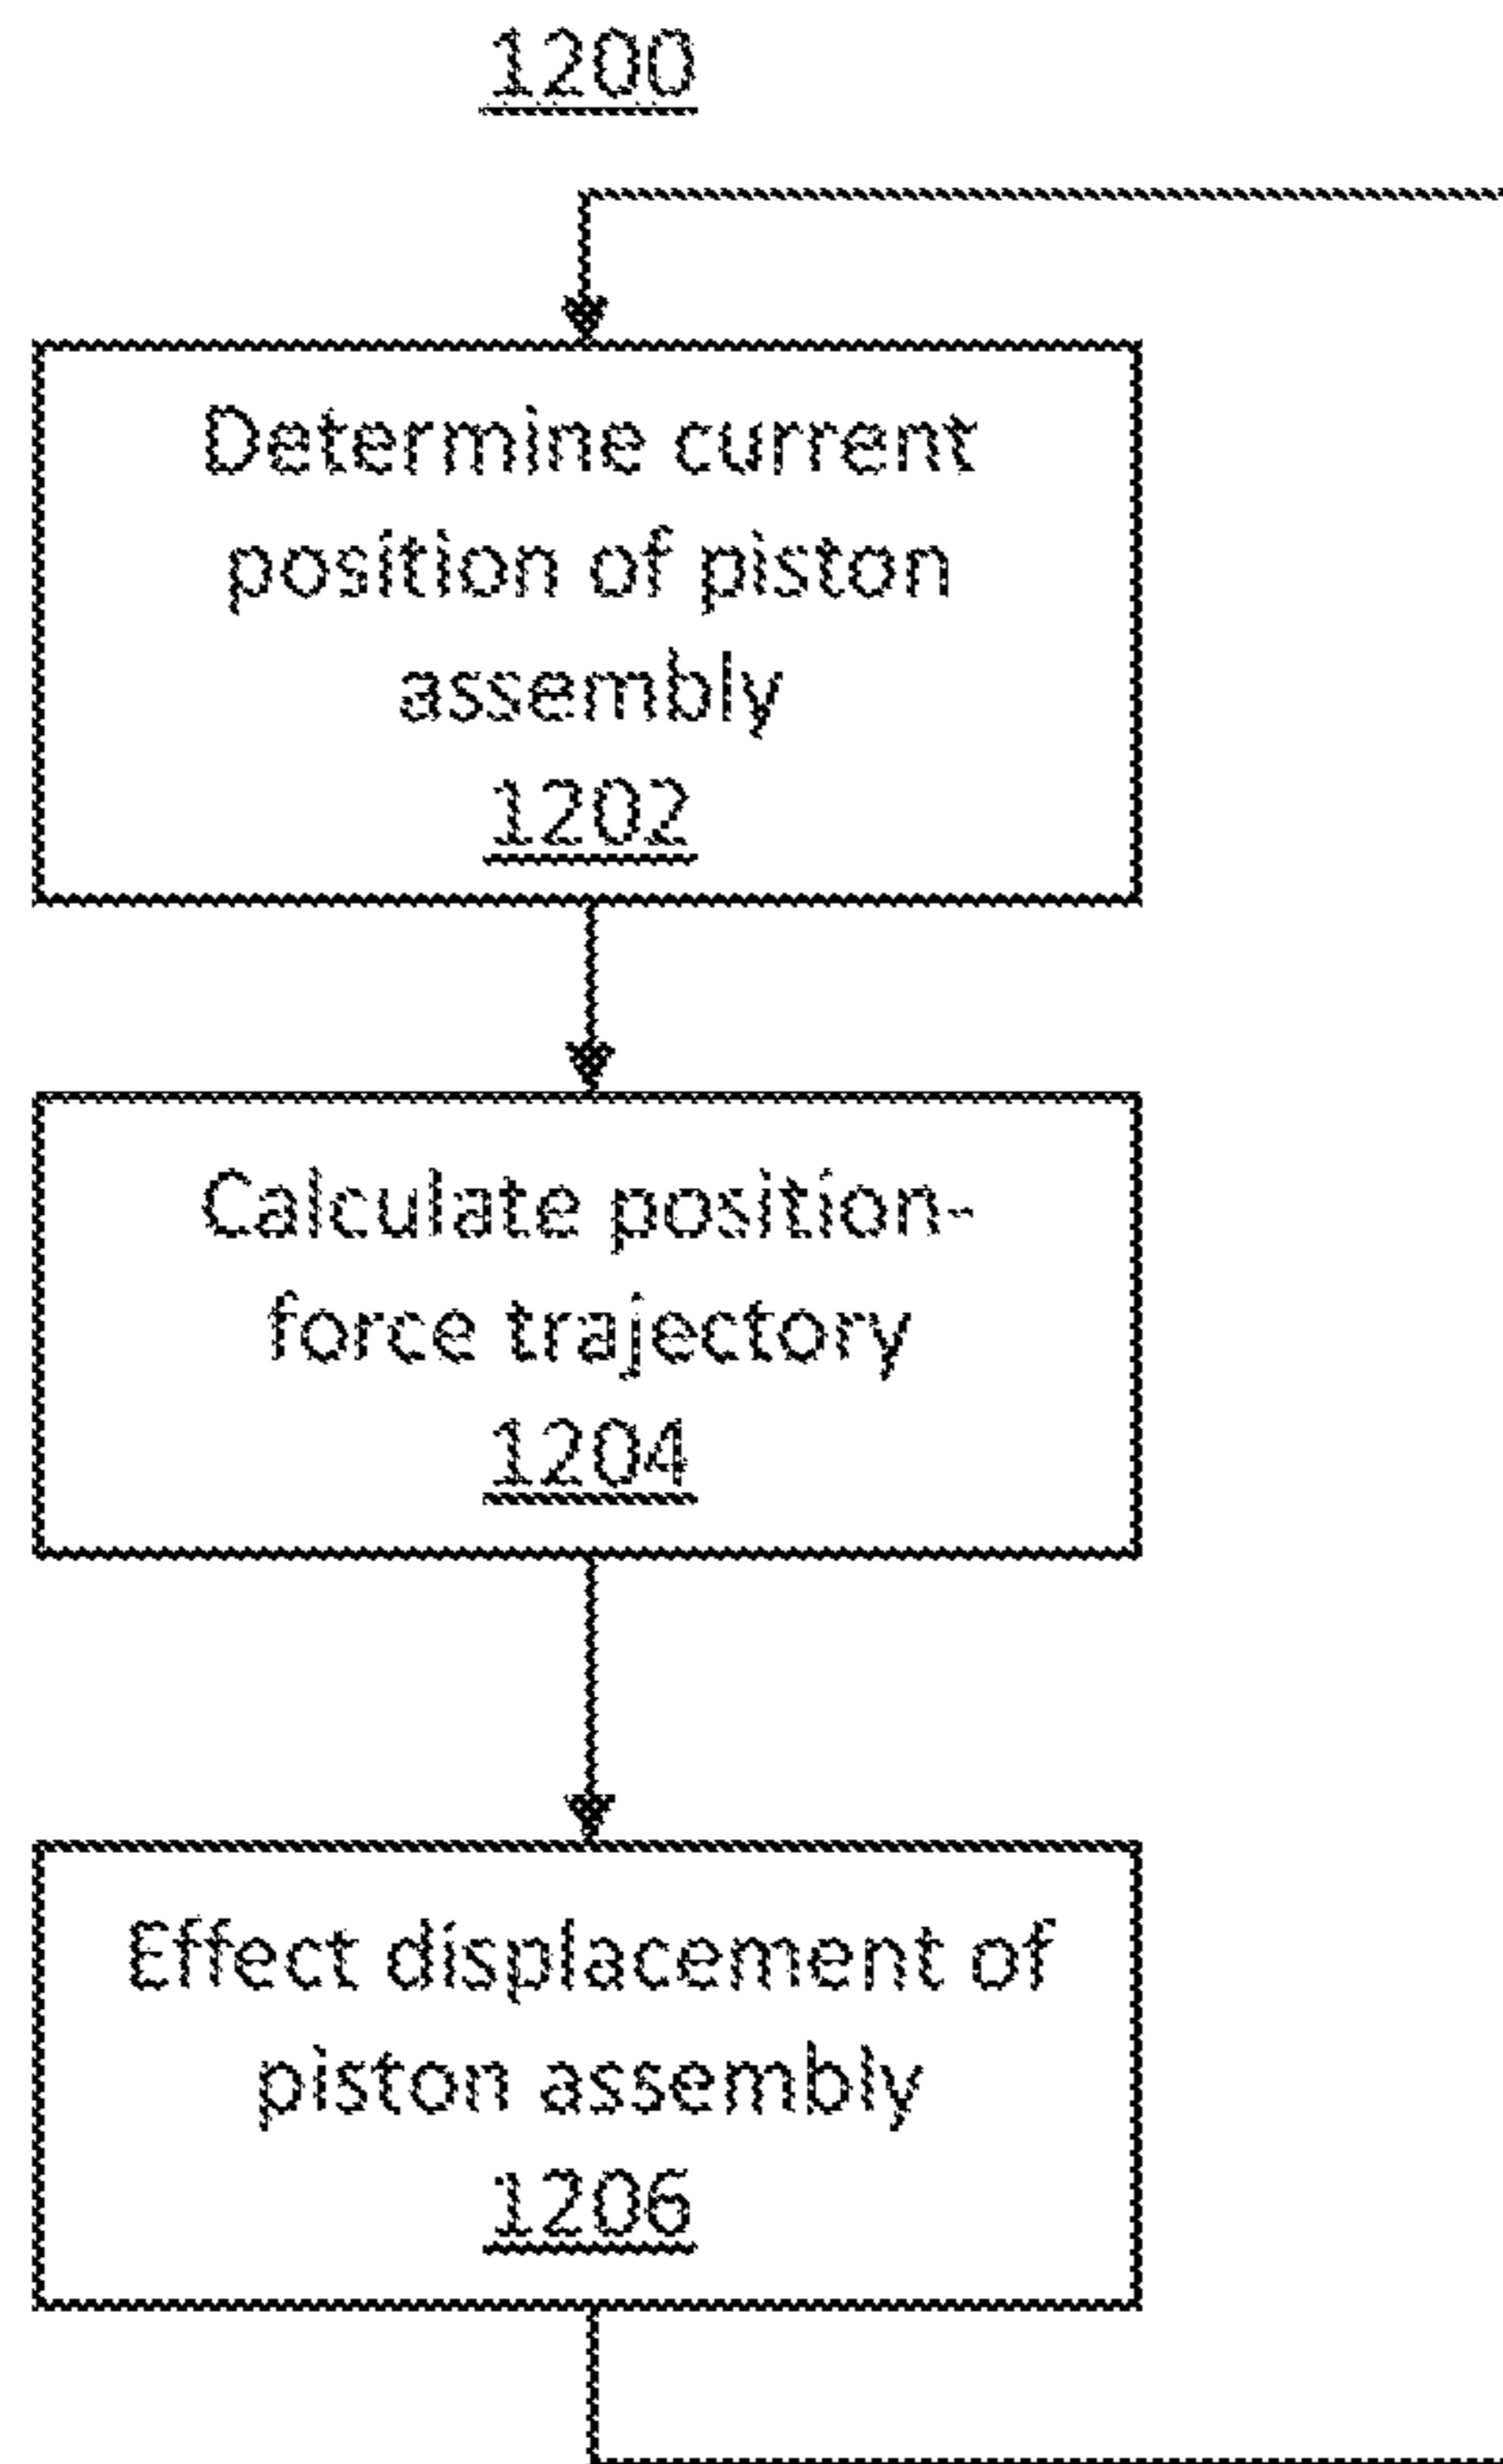 1200
Determine current
position of piston
assembly
1202
Calculate position-
force trajectory
1204
Effect displacement of
piston assembly
1206